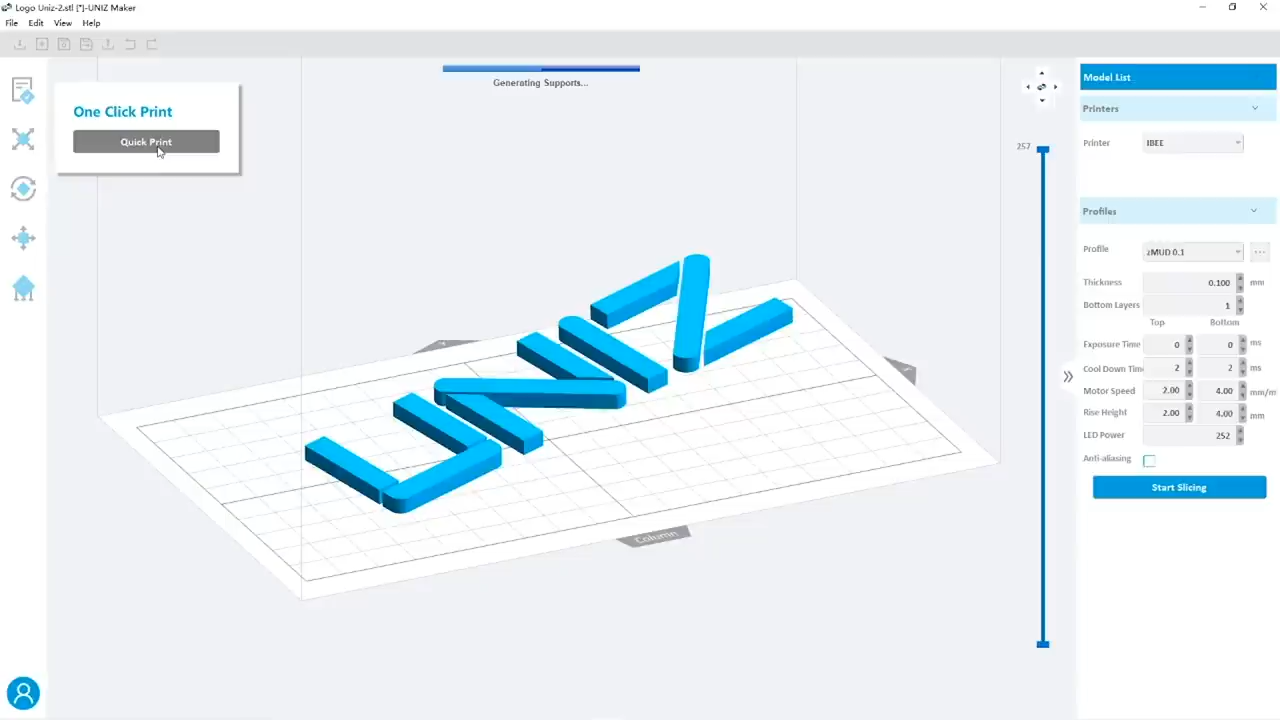 Logo Uniz-2.stl [*]-UNIZ Maker
File Edit View Help
One Click Print
Quick Print
Generating Supports...
257
UNIZ
Column
Model List
Printers
Printer IBEE
Profiles
Profile zMUD 0.1 ...
Thickness 0.100 mm
Bottom Layers 1
Top Bottom
Exposure Time 0 0 ms
Cool Down Tim 2 2 ms
Motor Speed 2.00 4.00 mm/m
Rise Height 2.00 4.00 mm
LED Power 252
Anti-aliasing
Start Slicing